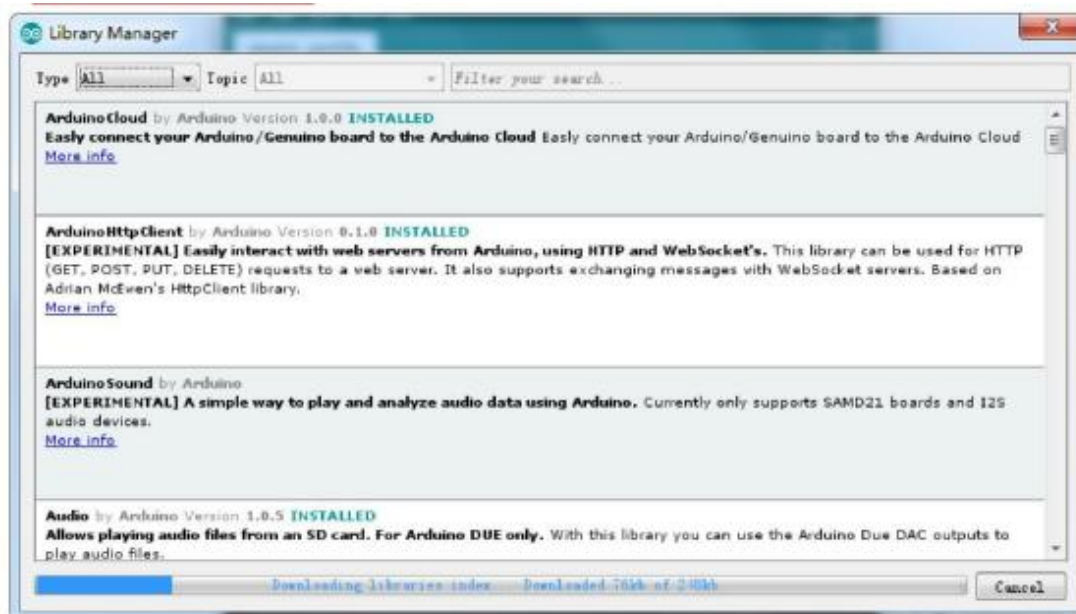 Library Manager
Type All Topic All Filter your search...
ArduinoCloud by Arduino Version 1.0.0 INSTALLED
Easly connect your Arduino/Genuino board to the Arduino Cloud Easly connect your Arduino/Genuino board to the Arduino Cloud
More info
ArduinoHttpClient by Arduino Version 0.1.0 INSTALLED
[EXPERIMENTAL] Easily interact with web servers from Arduino, using HTTP and WebSocket's. This library can be used for HTTP
(GET, POST, PUT, DELETE) requests to a web server. It also supports exchanging messages with WebSocket servers. Based on
Adrian McEwen's HttpClient library.
More info
ArduinoSound by Arduino
[EXPERIMENTAL] A simple way to play and analyze audio data using Arduino. Currently only supports SAMD21 boards and I2S
audio devices.
More info
Audio by Arduino Version 1.0.5 INSTALLED
Allows playing audio files from an SD card. For Arduino DUE only. With this library you can use the Arduino Due DAC outputs to
play audio files.
Downloading libraries index. Downloaded 76kb of 240kb
Cancel